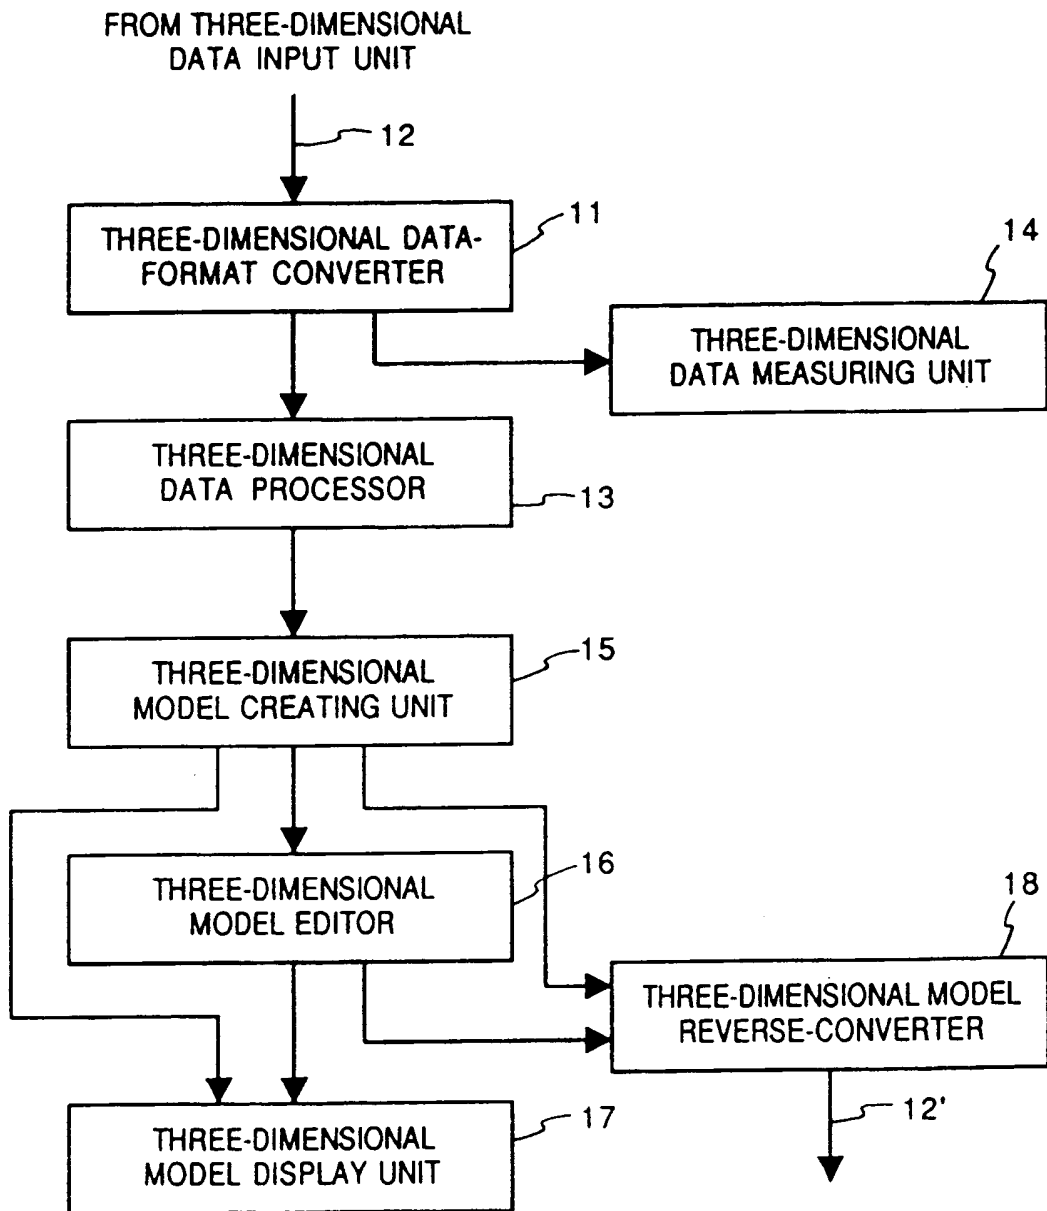 FROM THREE-DIMENSIONAL
DATA INPUT UNIT
12
11
THREE-DIMENSIONAL DATA-
FORMAT CONVERTER
14
THREE-DIMENSIONAL
DATA MEASURING UNIT
THREE-DIMENSIONAL
DATA PROCESSOR
13
15
THREE-DIMENSIONAL
MODEL CREATING UNIT
16
THREE-DIMENSIONAL
MODEL EDITOR
18
THREE-DIMENSIONAL MODEL
REVERSE-CONVERTER
12'
17
THREE-DIMENSIONAL
MODEL DISPLAY UNIT